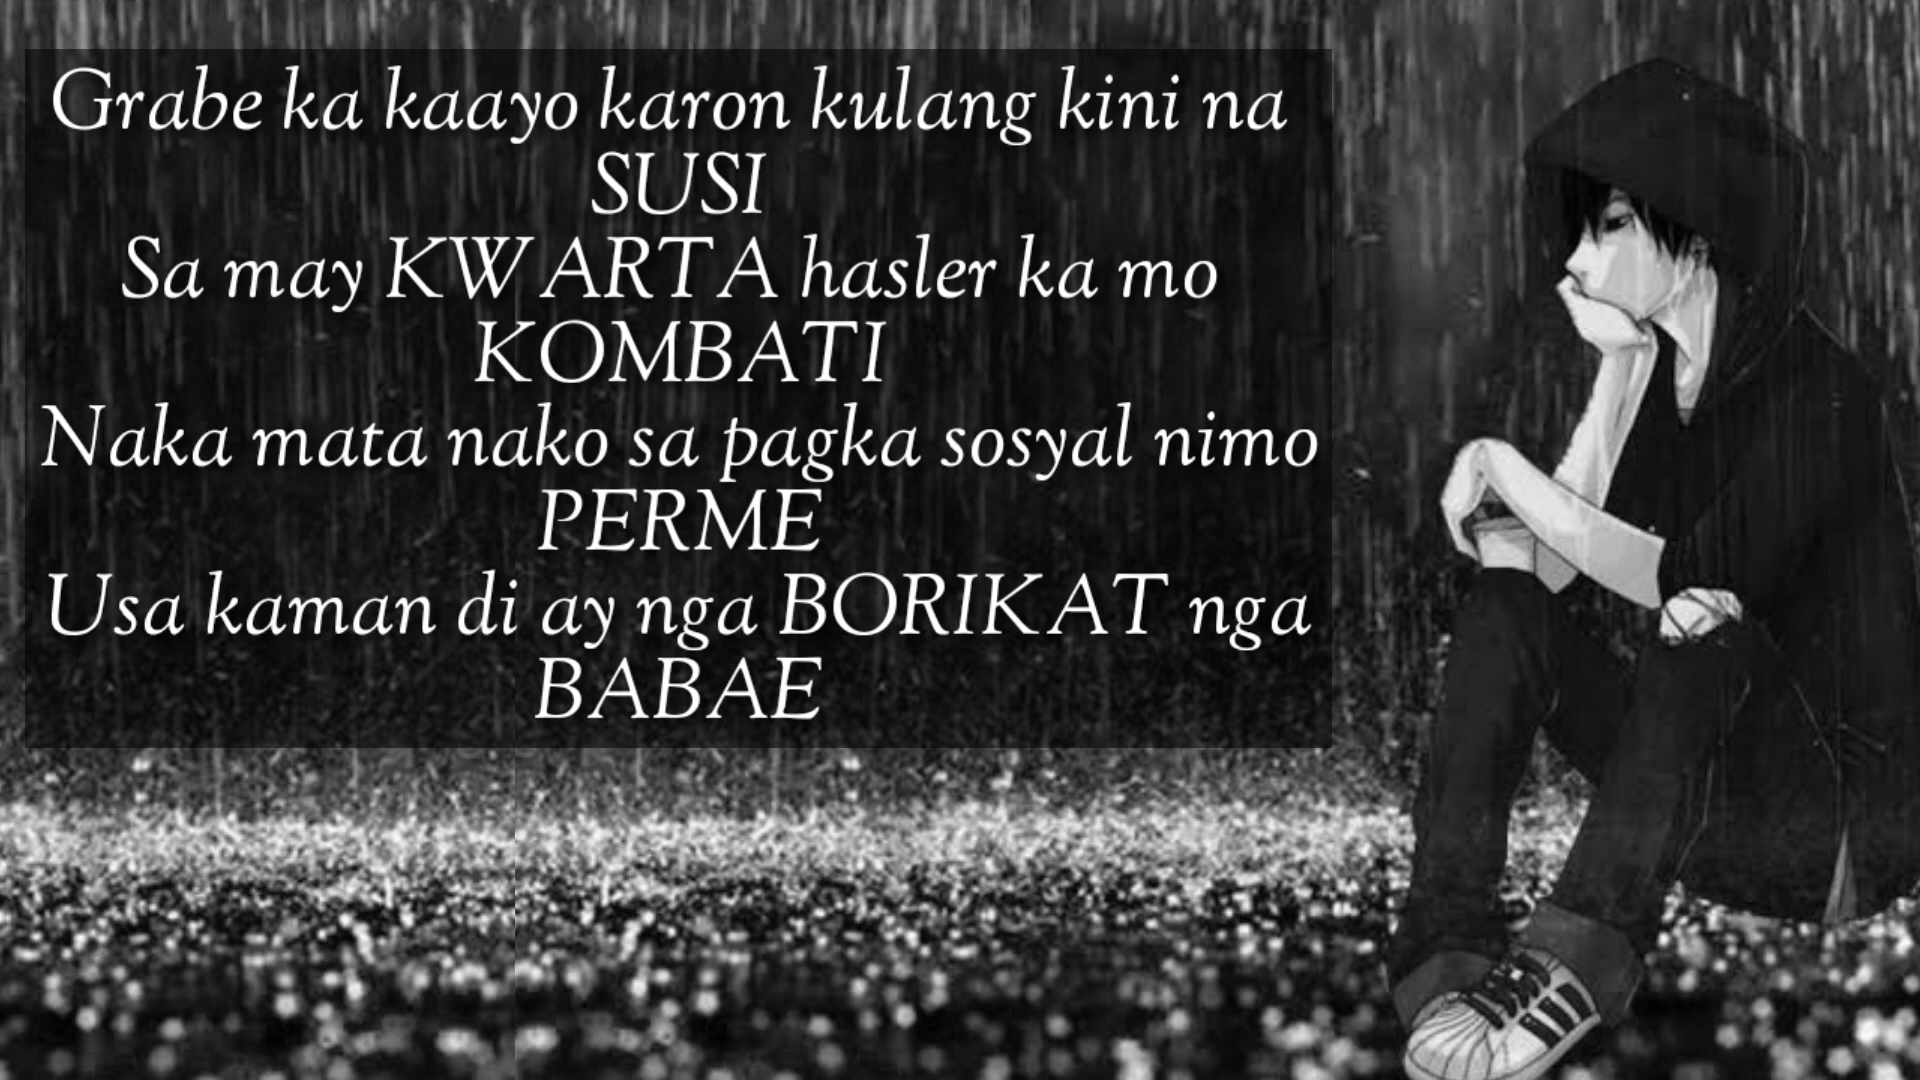 Grabe ka kaayo karon kulang kini na
SUSI
Sa may KWARTA hasler ka mo
KOMBATI
Naka mata nako sa pagka sosyal nimo
PERME
Usa kaman di ay nga BORIKAT nga
BABAE